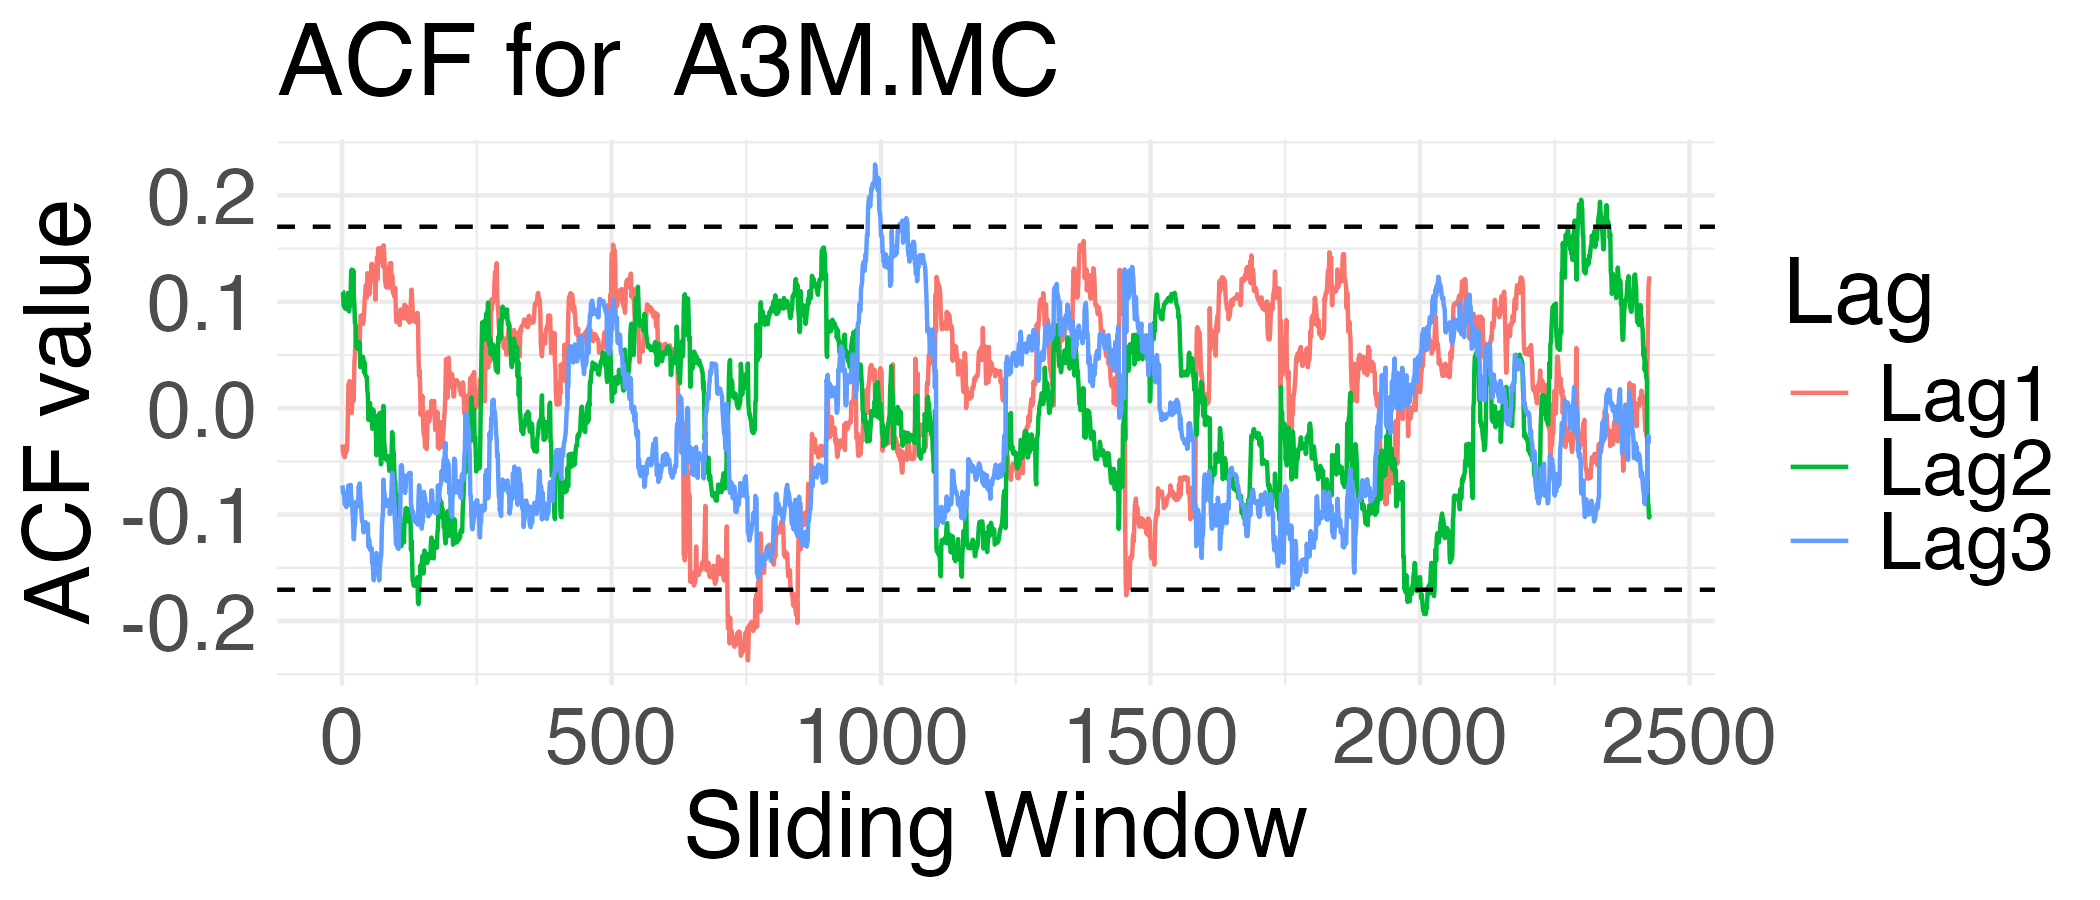 ACF for  A3M.MC
ACF value
0.2
0.1
0.0
-0.1
-0.2
0 500 1000 1500 2000 2500
Sliding Window
Lag
Lag1
Lag2
Lag3